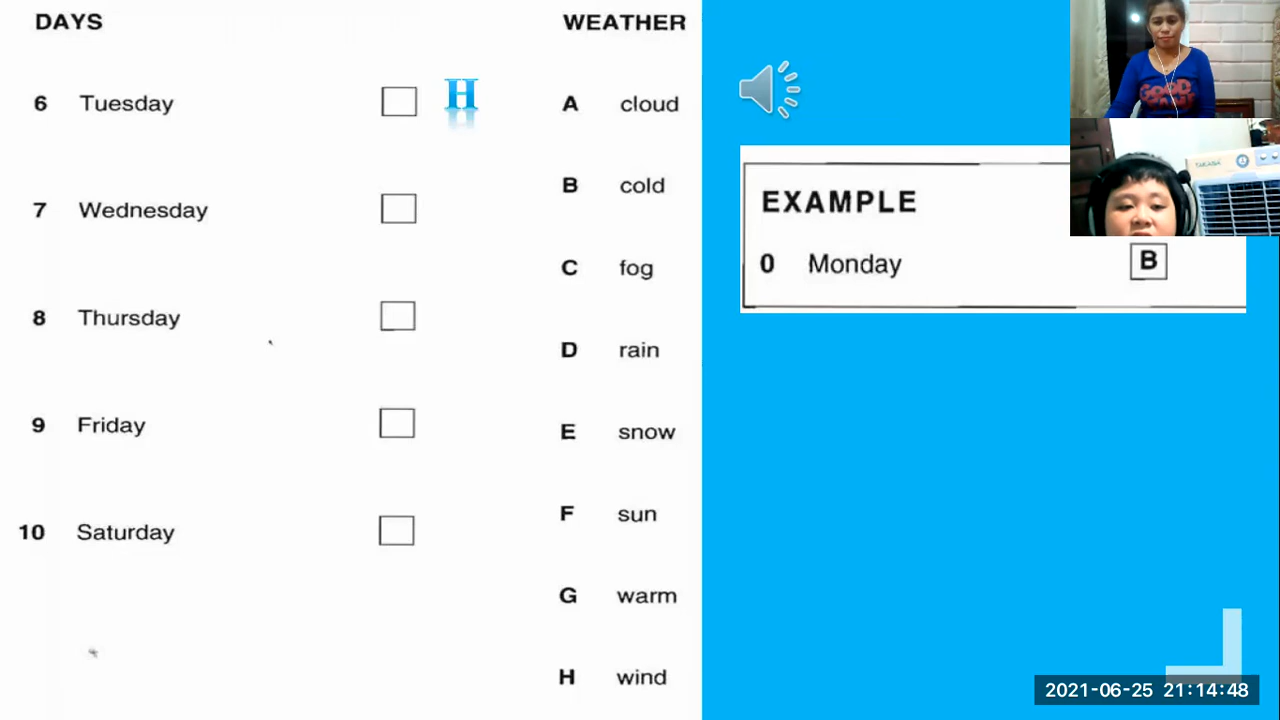 DAYS
WEATHER
6 Tuesday H
7 Wednesday
8 Thursday
9 Friday
10 Saturday
A cloud
B cold
C fog
D rain
E snow
F sun
G warm
H wind
EXAMPLE
0 Monday B
GOOD
2021-06-25 21:14:48